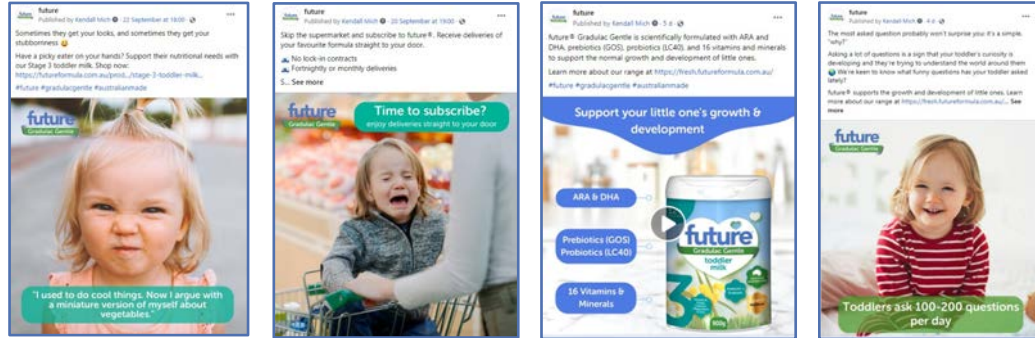 future
Published by Kendall Mich · 22 September at 18:00 ·
Sometimes they get your looks, and sometimes they get your
stubbornness 😂
Have a picky eater on your hands? Support their nutritional needs with
our Stage 3 toddler milk. Shop now:
https://futureformula.com.au/prod.../stage-3-toddler-milk...
#future #gradulacgentle #australianmade
future
Gradulac Gentle
"I used to do cool things. Now I argue with
a miniature version of myself about
vegetables."
future
Published by Kendall Mich · 20 September at 19:00 ·
Skip the supermarket and subscribe to future®. Receive deliveries of
your favourite formula straight to your door.
No lock-in contracts
Fortnightly or monthly deliveries
S... See more
future
Gradulac Gentle
Time to subscribe?
enjoy deliveries straight to your door
future
Published by Kendall Mich · 5 d ·
future® Gradulac Gentle is scientifically formulated with ARA and
DHA, prebiotics (GOS), probiotics (LC40), and 16 vitamins and minerals
to support the normal growth and development of little ones.
Learn more about our range at https://fresh.futureformula.com.au/
#future #gradulacgentle #australianmade
Support your little one's growth &
development
ARA & DHA
Prebiotics (GOS)
Probiotics (LC40)
16 Vitamins &
Minerals
future
Gradulac Gentle
toddler
milk
3
800g
future
Published by Kendall Mich · 4 d ·
The most asked question probably won't surprise you: it's a simple,
"why?"
Asking a lot of questions is a sign that your toddler's curiosity is
developing and they're trying to understand the world around them
🌍 We're keen to know what funny questions has your toddler asked
lately?
future® supports the growth and development of little ones. Learn
more about our range at https://fresh.futureformula.com.au/... See
more
future
Gradulac Gentle
Toddlers ask 100-200 questions
per day